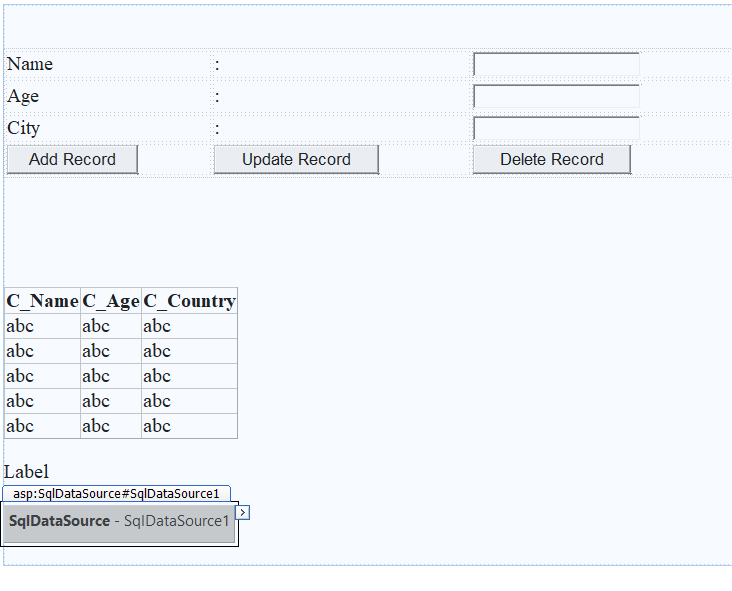 Name :
Age :
City :
Add Record Update Record Delete Record
C_Name C_Age C_Country
abc abc abc
abc abc abc
abc abc abc
abc abc abc
abc abc abc
Label
asp:SqlDataSource#SqlDataSource1
SqlDataSource - SqlDataSource1 >